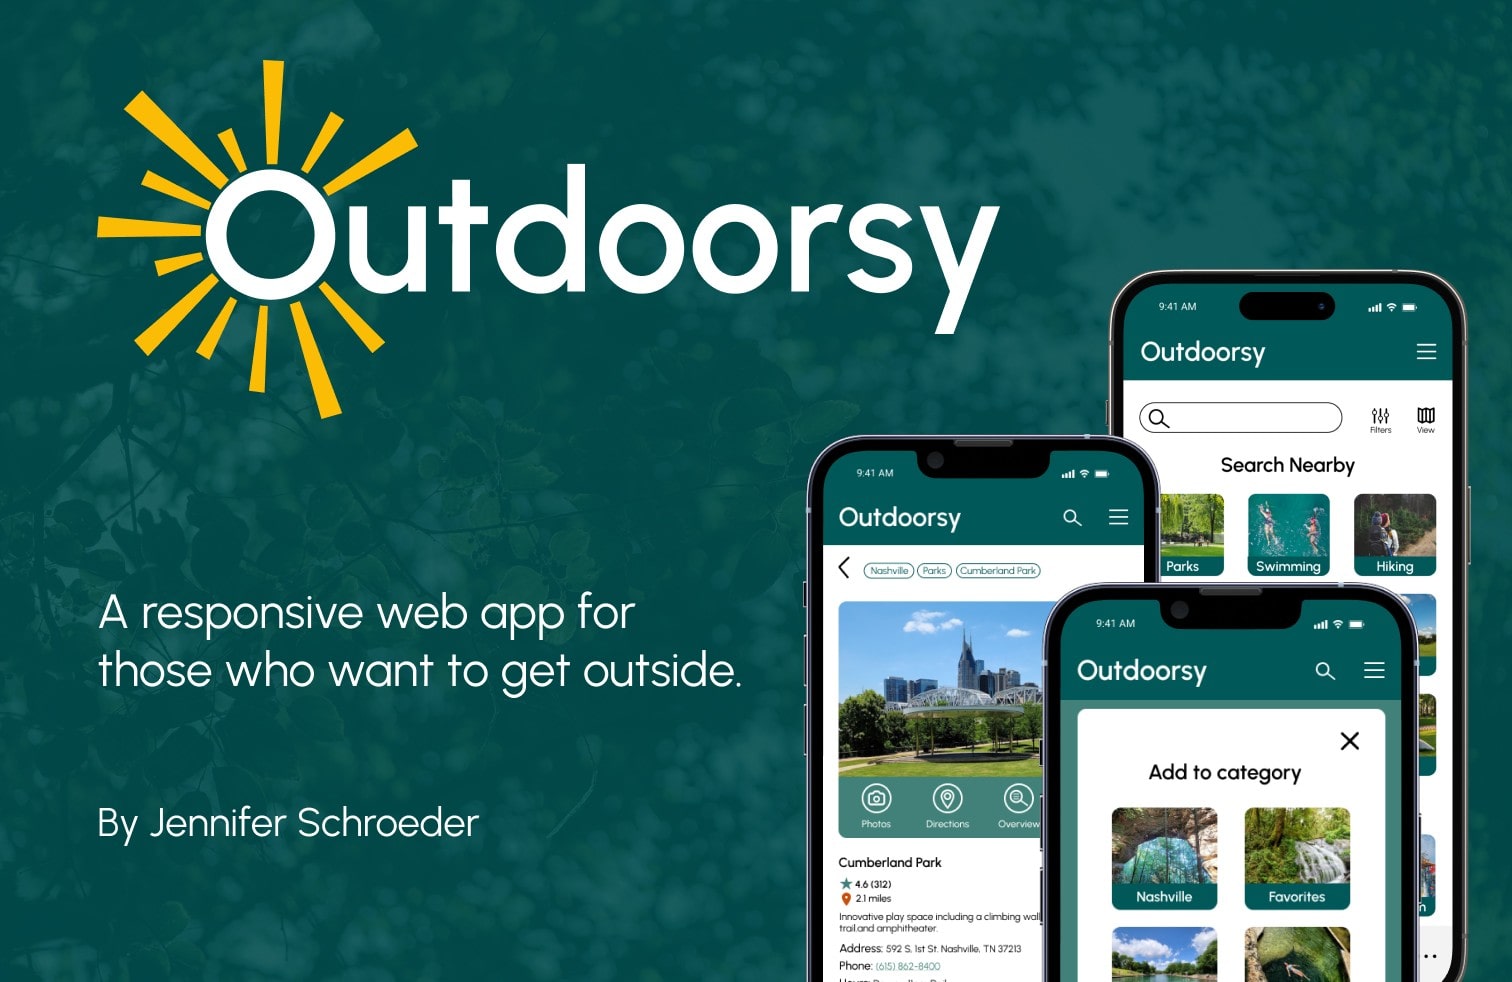 Outdoorsy
A responsive web app for
those who want to get outside.
By Jennifer Schroeder
9:41 AM
Outdoorsy
Nashville
Parks
Cumberland Park
Photos
Directions
Overview
Cumberland Park
4.6 (312)
2.1 miles
Innovative play space including a climbing wall
trail and amphitheater.
Address: 592 S. 1st St. Nashville, TN 37213
Phone: (615) 862-8400
9:41 AM
Outdoorsy
Filters
View
Search Nearby
Parks
Swimming
Hiking
9:41 AM
Outdoorsy
Add to category
Nashville
Favorites